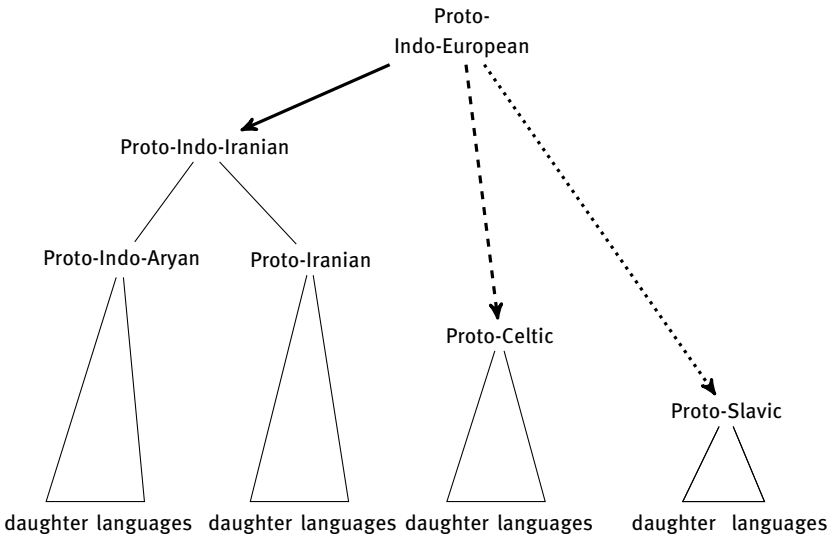 Proto-
Indo-European
Proto-Indo-Iranian
Proto-Indo-Aryan
Proto-Iranian
Proto-Celtic
Proto-Slavic
daughter languages
daughter languages
daughter languages
daughter languages